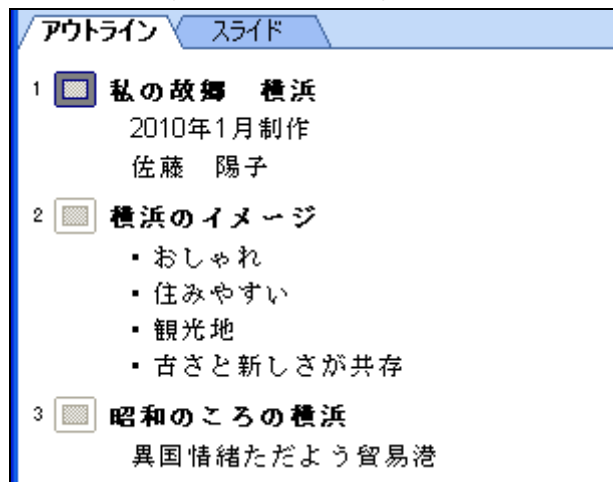 アウトライン スライド
1 私の故郷 横浜
2010年1月制作
佐藤 陽子
2 横浜のイメージ
▪ おしゃれ
▪ 住みやすい
▪ 観光地
▪ 古さと新しさが共存
3 昭和のころの横浜
異国情緒ただよう貿易港